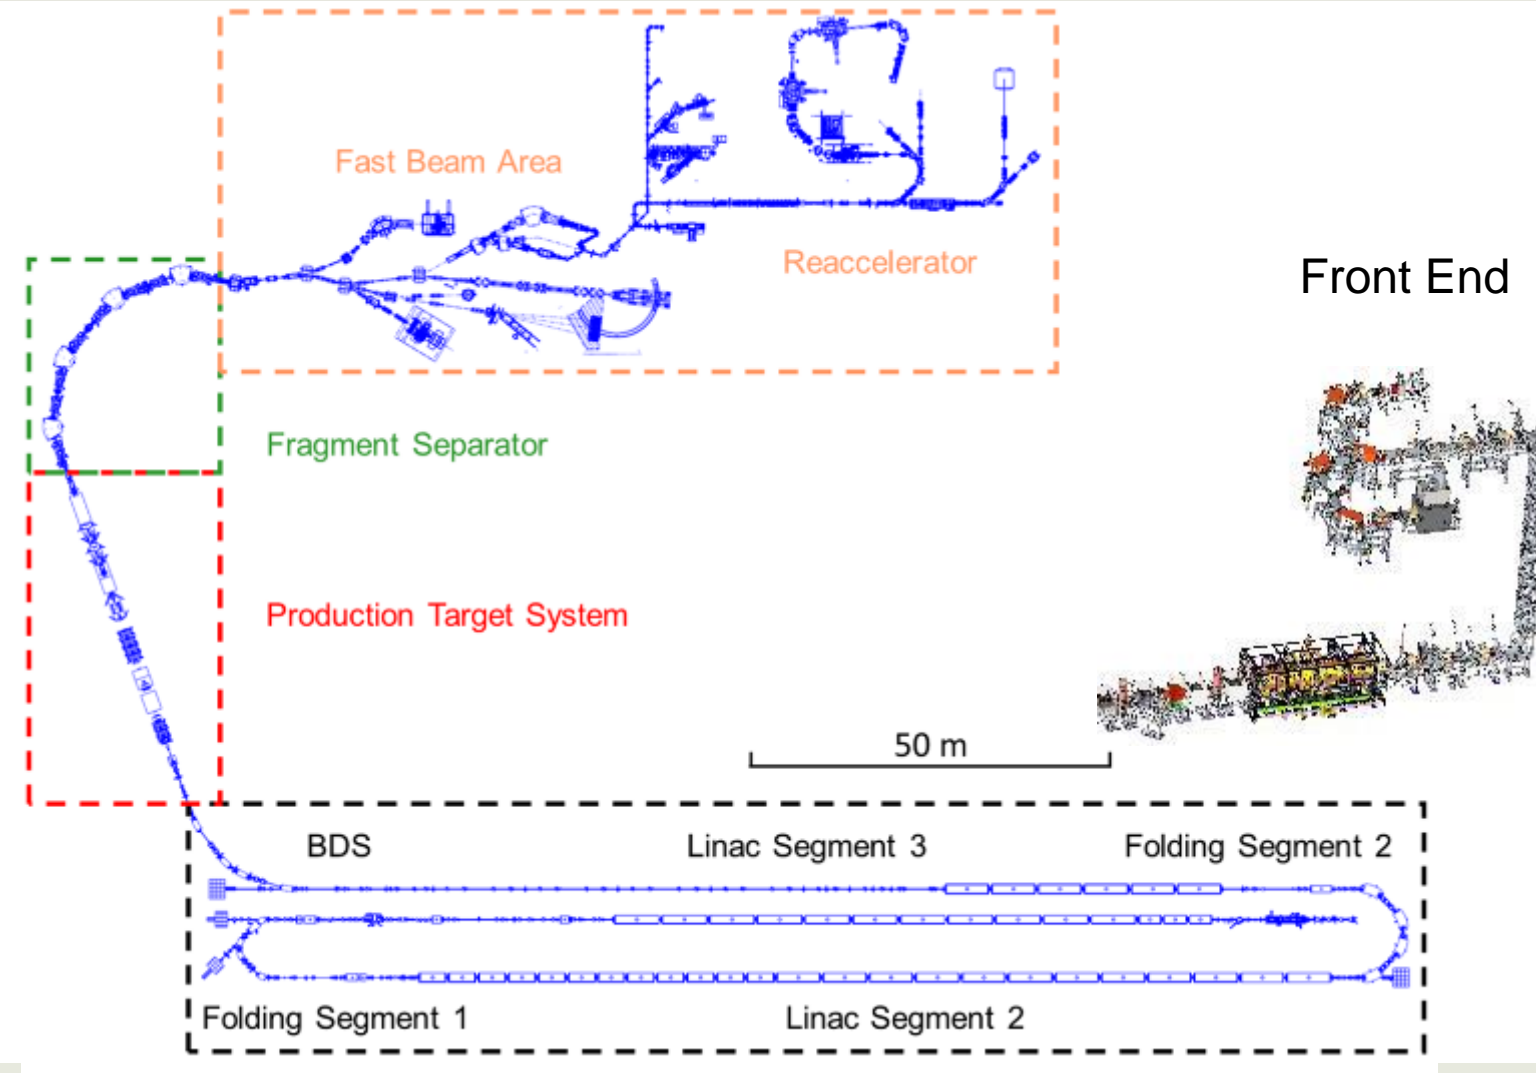 Fast Beam Area
Reaccelerator
Front End
Fragment Separator
Production Target System
50 m
BDS
Linac Segment 3
Folding Segment 2
Folding Segment 1
Linac Segment 2